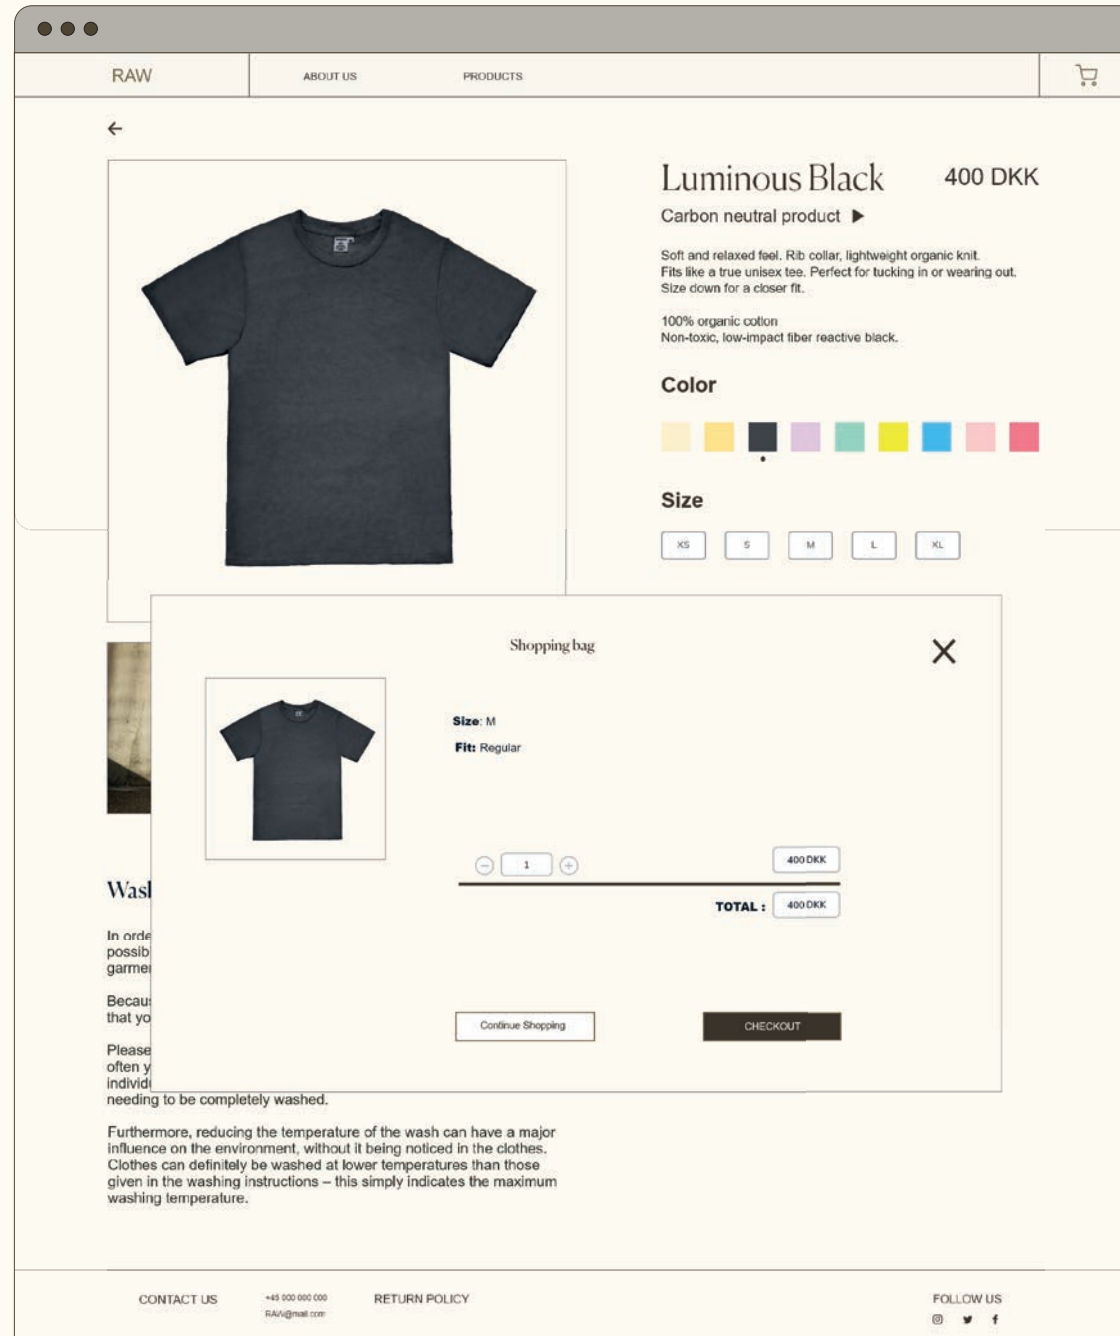 RAW
ABOUT US
PRODUCTS
Luminous Black
400 DKK
Carbon neutral product
Soft and relaxed feel. Rib collar, lightweight organic knit.
Fits like a true unisex tee. Perfect for tucking in or wearing out.
Size down for a closer fit.
100% organic cotton
Non-toxic, low-impact fiber reactive black.
Color
Size
XS
S
M
L
XL
Shopping bag
Size: M
Fit: Regular
1
400 DKK
TOTAL :
400 DKK
Continue Shopping
CHECKOUT
In
possib
Please
often y
needing to be completely washed.
Furthermore, reducing the temperature of the wash can have a major
influence on the environment, without it being noticed in the clothes.
Clothes can definitely be washed at lower temperatures than those
given in the washing instructions – this simply indicates the maximum
washing temperature.
CONTACT US
+45 000 000 000
RAW@mail.com
RETURN POLICY
FOLLOW US